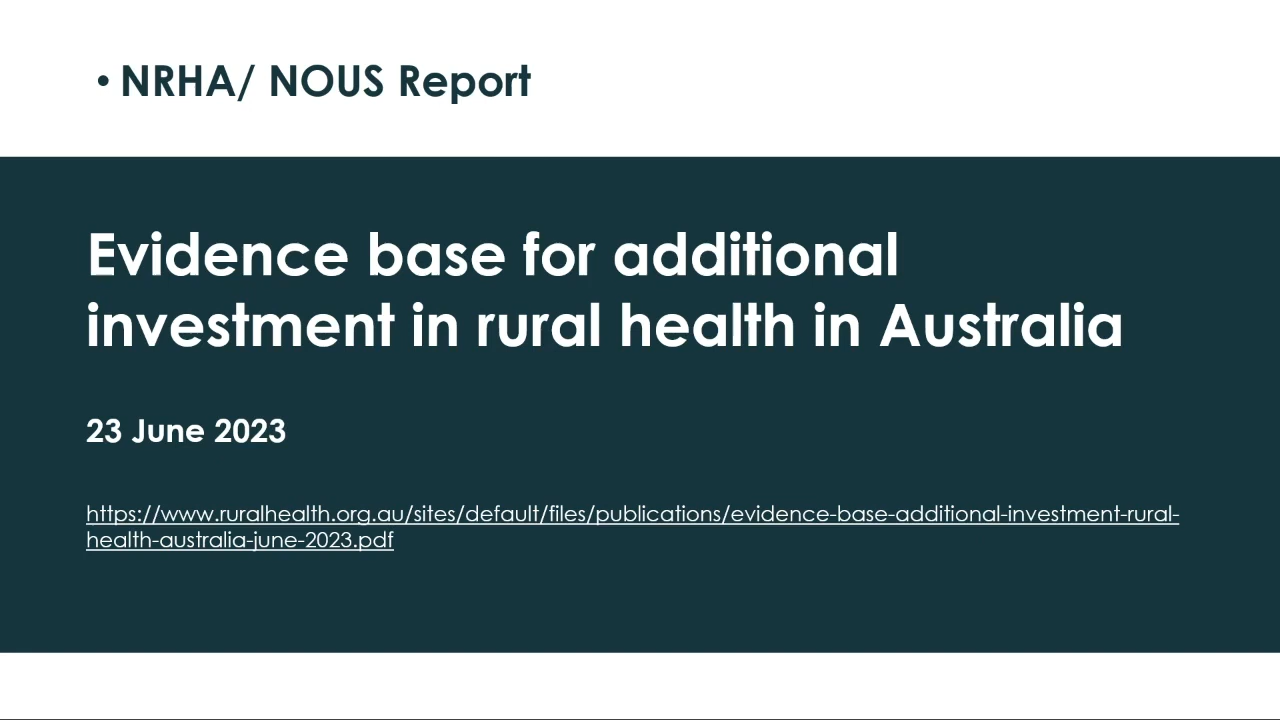 • NRHA/ NOUS Report
Evidence base for additional
investment in rural health in Australia
23 June 2023
https://www.ruralhealth.org.au/sites/default/files/publications/evidence-base-additional-investment-rural-
health-australia-june-2023.pdf